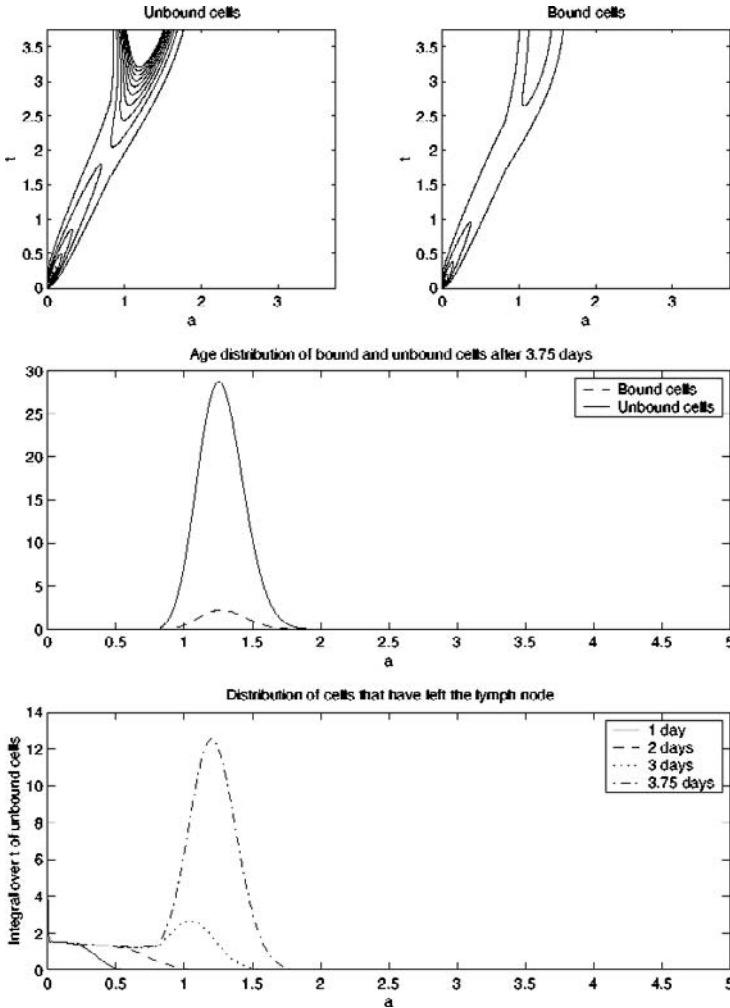 Unbound cells
Bound cells
3.5
3
2.5
2
1.5
1
0.5
0
t
0 1 2 3
a
3.5
3
2.5
2
1.5
1
0.5
0
t
0 1 2 3
a
Age distribution of bound and unbound cells after 3.75 days
30
25
20
15
10
5
0
Bound cells
Unbound cells
0 0.5 1 1.5 2 2.5 3 3.5 4 4.5 5
a
Distribution of cells that have left the lymph node
Integral over t of unbound cells
14
12
10
8
6
4
2
0
1 day
2 days
3 days
3.75 days
0 0.5 1 1.5 2 2.5 3 3.5 4 4.5 5
a